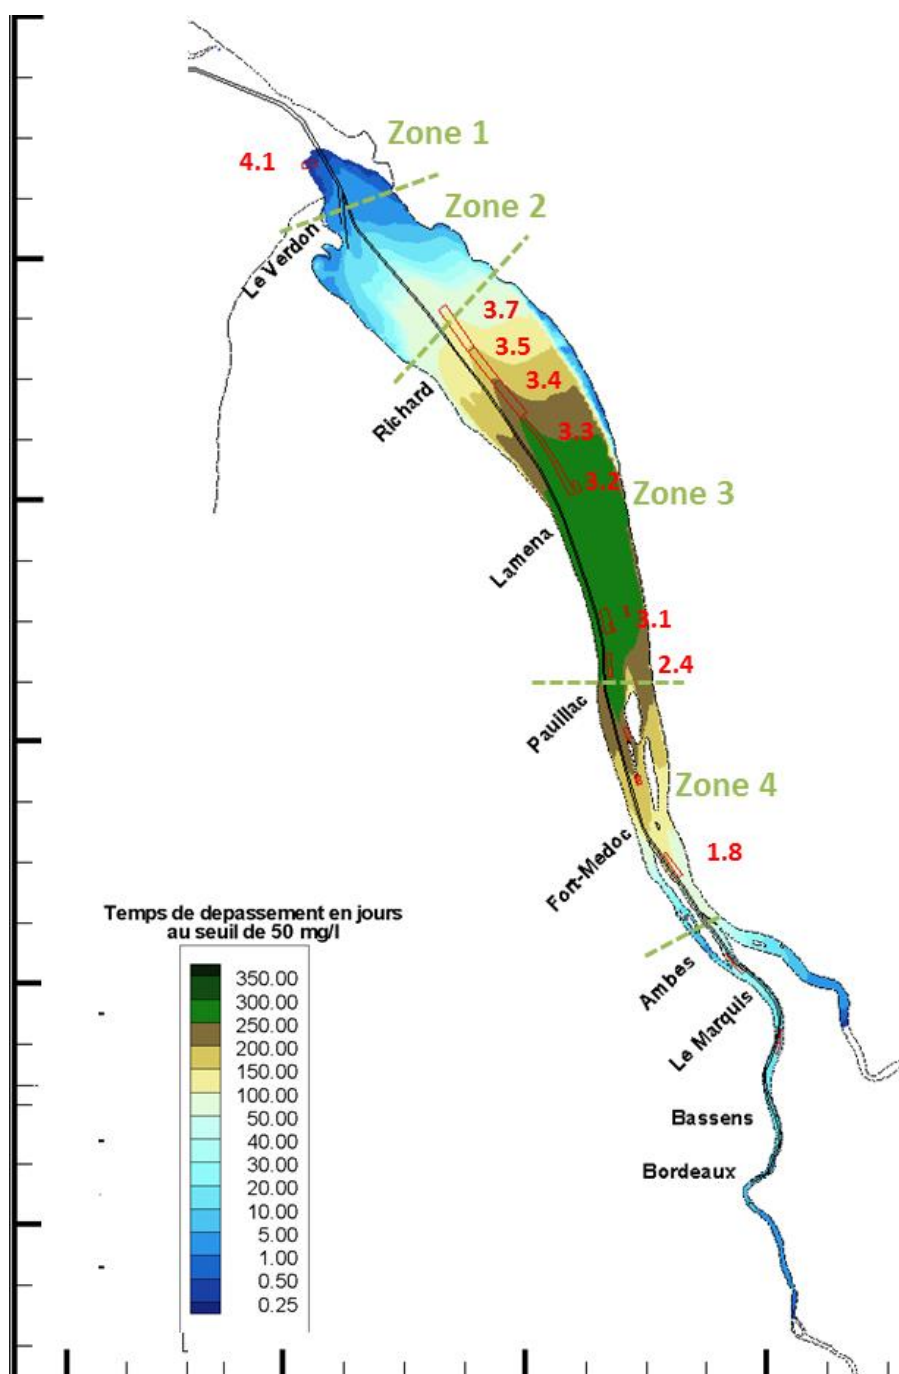 Zone 1
4.1
Zone 2
Le Verdon
3.7
3.5
3.4
Richard
3.3
3.2
Zone 3
Lamena
3.1
2.4
Pauillac
Zone 4
Fort-Medoc
1.8
Temps de depassement en jours
au seuil de 50 mg/l
Ambes
Le Marquis
Bassens
Bordeaux
350.00
300.00
250.00
200.00
150.00
100.00
50.00
40.00
30.00
20.00
10.00
5.00
1.00
0.50
0.25